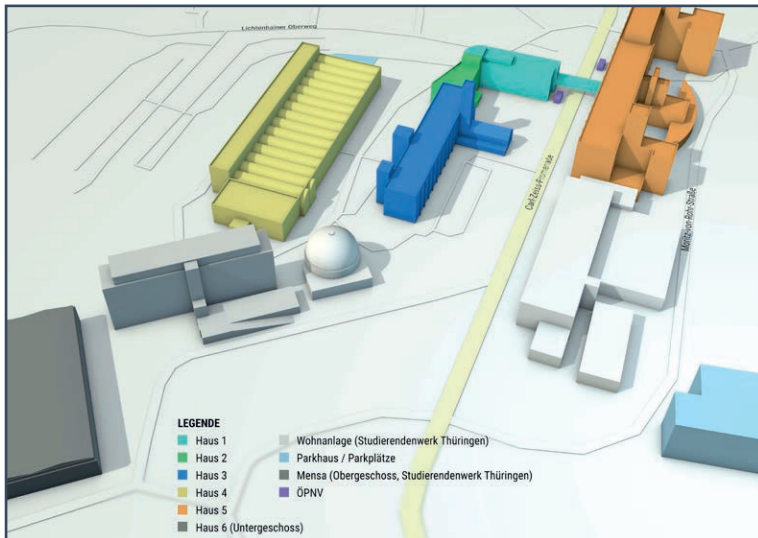 Lichtenhainer Oberweg
Carl-Zeiss-Promenade
Moritz-von-Rohr-Straße
LEGENDE
Haus 1
Haus 2
Haus 3
Haus 4
Haus 5
Haus 6 (Untergeschoss)
Wohnanlage (Studierendenwerk Thüringen)
Parkhaus / Parkplätze
Mensa (Obergeschoss, Studierendenwerk Thüringen)
ÖPNV